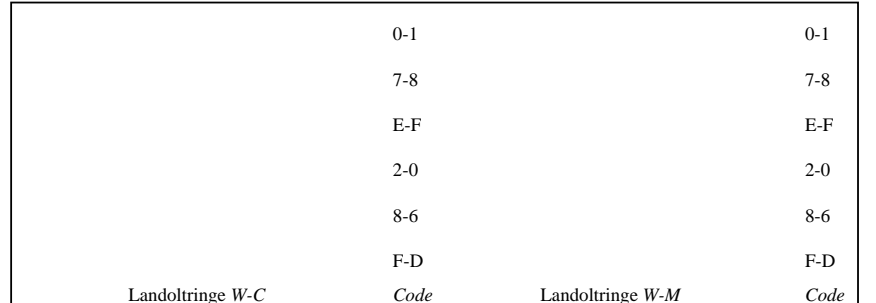 0-1 0-1
7-8 7-8
E-F E-F
2-0 2-0
8-6 8-6
F-D F-D
Landoltringe W-C Code Landoltringe W-M Code